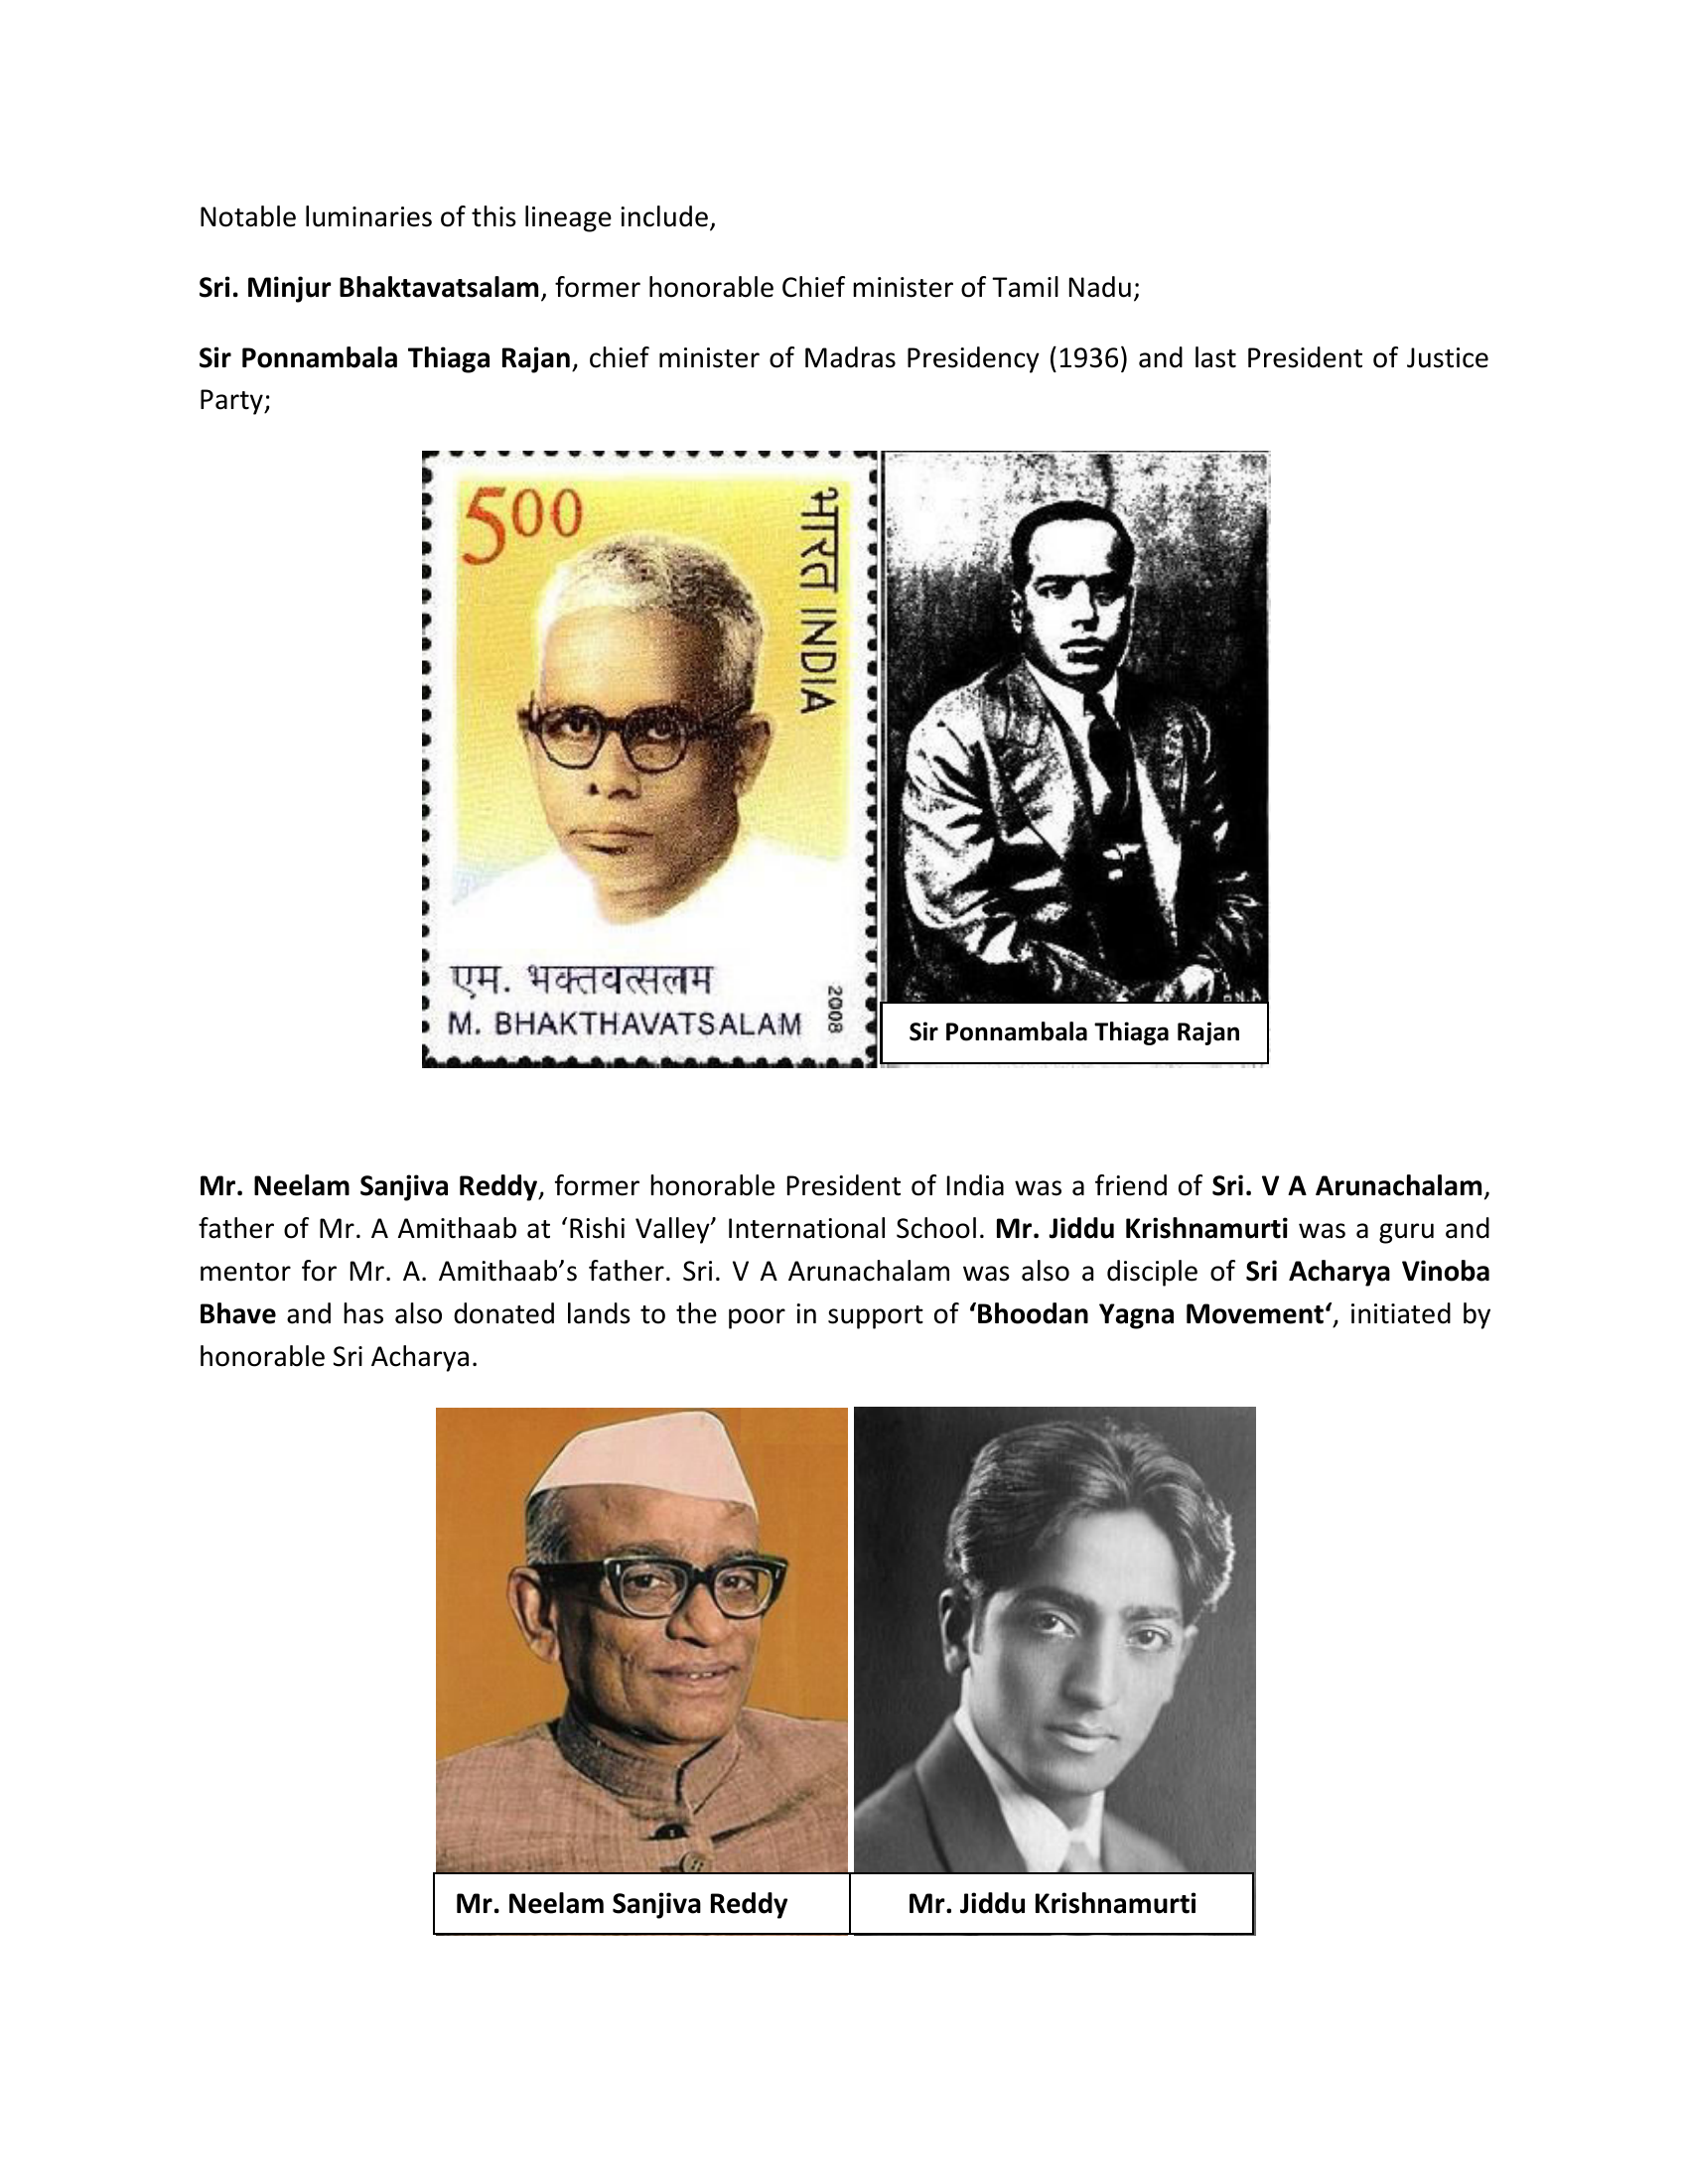 Notable luminaries of this lineage include,
Sri. Minjur Bhaktavatsalam, former honorable Chief minister of Tamil Nadu;
Sir Ponnambala Thiaga Rajan, chief minister of Madras Presidency (1936) and last President of Justice
Party;
500
भारत INDIA
एम. भक्तवत्सलम
M. BHAKTHAVATSALAM
2008
Sir Ponnambala Thiaga Rajan
Mr. Neelam Sanjiva Reddy, former honorable President of India was a friend of Sri. V A Arunachalam,
father of Mr. A Amithaab at ‘Rishi Valley’ International School. Mr. Jiddu Krishnamurti was a guru and
mentor for Mr. A. Amithaab’s father. Sri. V A Arunachalam was also a disciple of Sri Acharya Vinoba
Bhave and has also donated lands to the poor in support of ‘Bhoodan Yagna Movement‘, initiated by
honorable Sri Acharya.
Mr. Neelam Sanjiva Reddy
Mr. Jiddu Krishnamurti